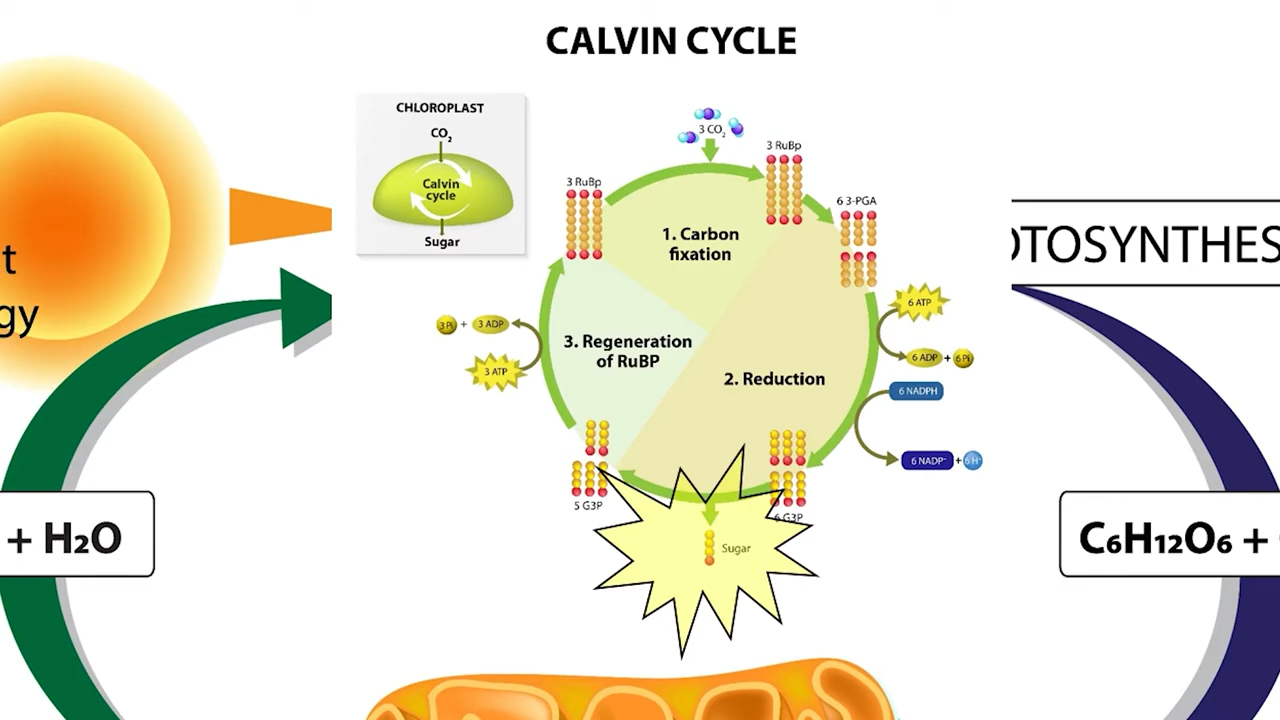 CALVIN CYCLE
CHLOROPLAST
CO₂
Calvin
cycle
Sugar
3 CO₂
3 RuBp
3 RuBp
6 3-PGA
1. Carbon
fixation
6 ATP
6 ADP + 6 Pi
6 NADPH
6 NADP⁻ + 6 H⁺
2. Reduction
3. Regeneration
of RuBP
3 Pi + 3 ADP
3 ATP
5 G3P
6 G3P
Sugar
t
gy
+ H₂O
OTOSYNTHES
C₆H₁₂O₆ +